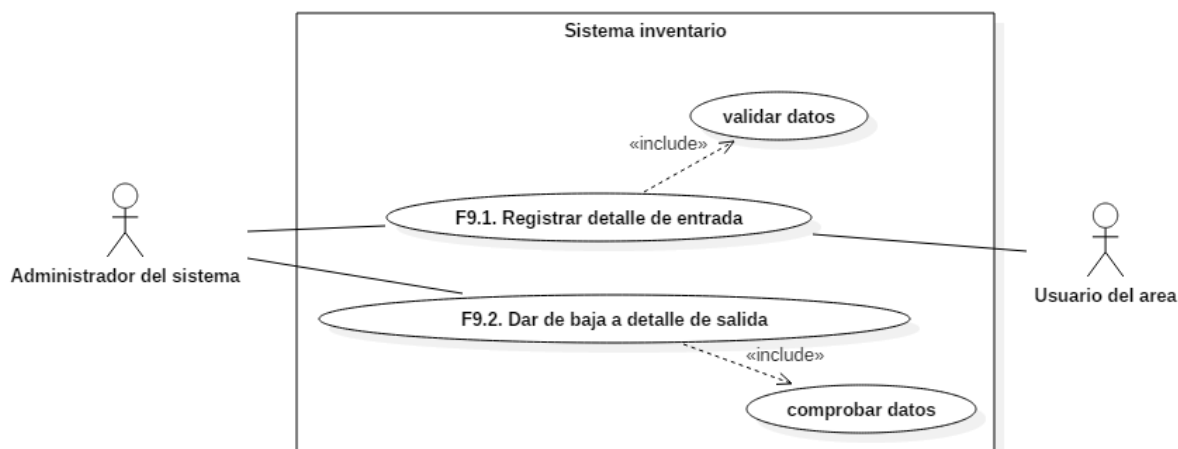 Sistema inventario
validar datos
«include»
F9.1. Registrar detalle de entrada
Administrador del sistema
Usuario del area
F9.2. Dar de baja a detalle de salida
«include»
comprobar datos